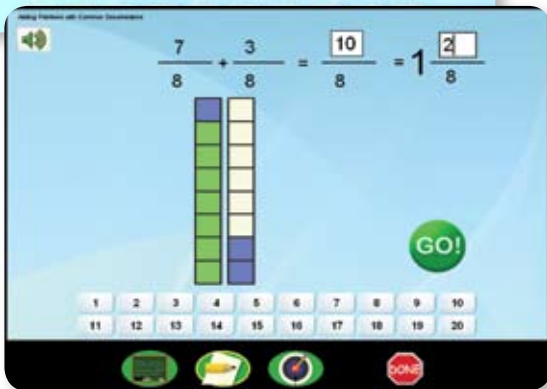 Adding Fractions with Common Denominators
7/8 + 3/8 = 10/8 = 1 2/8
GO!
1 2 3 4 5 6 7 8 9 10
11 12 13 14 15 16 17 18 19 20
DONE